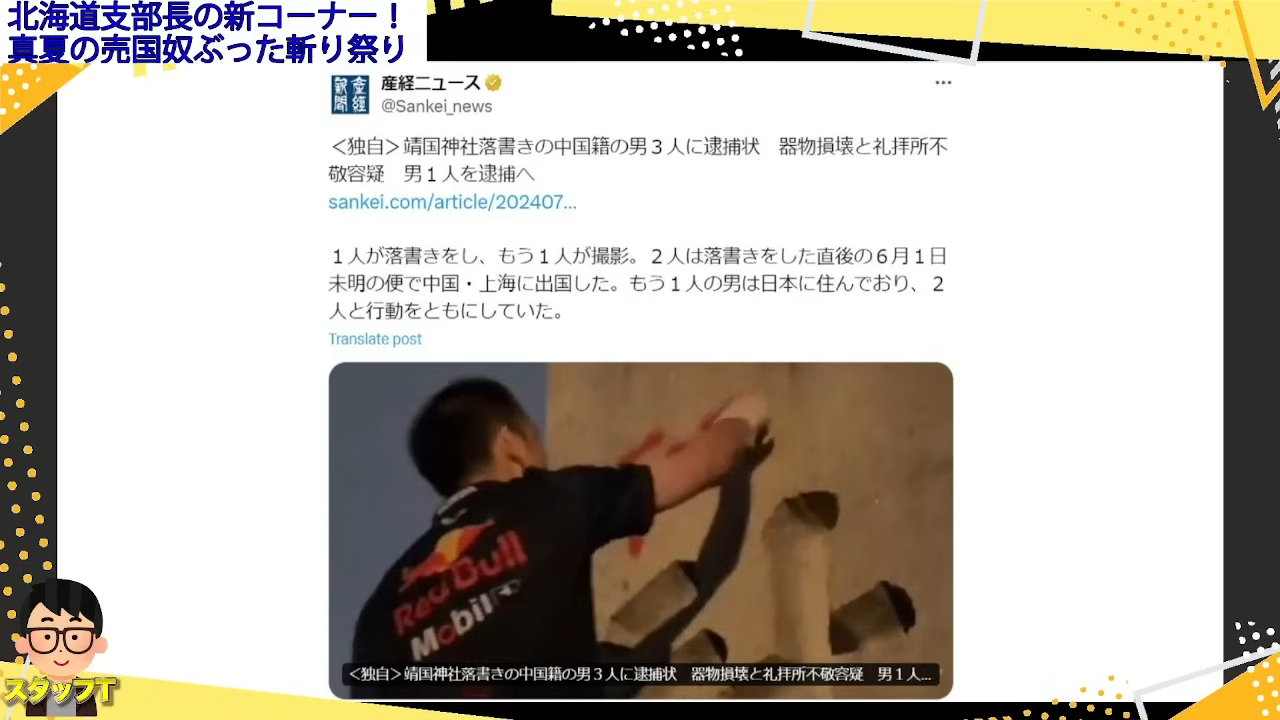 北海道支部長の新コーナー！
真夏の売国奴ぶった斬り祭り
産経新聞
産経ニュース
@Sankei_news
＜独自＞靖国神社落書きの中国籍の男３人に逮捕状　器物損壊と礼拝所不
敬容疑　男１人を逮捕へ
sankei.com/article/202407...
１人が落書きをし、もう１人が撮影。２人は落書きをした直後の６月１日
未明の便で中国・上海に出国した。もう１人の男は日本に住んでおり、２
人と行動をともにしていた。
Translate post
Red Bull
Mobil
＜独自＞靖国神社落書きの中国籍の男３人に逮捕状　器物損壊と礼拝所不敬容疑　男１人...
スタッフT